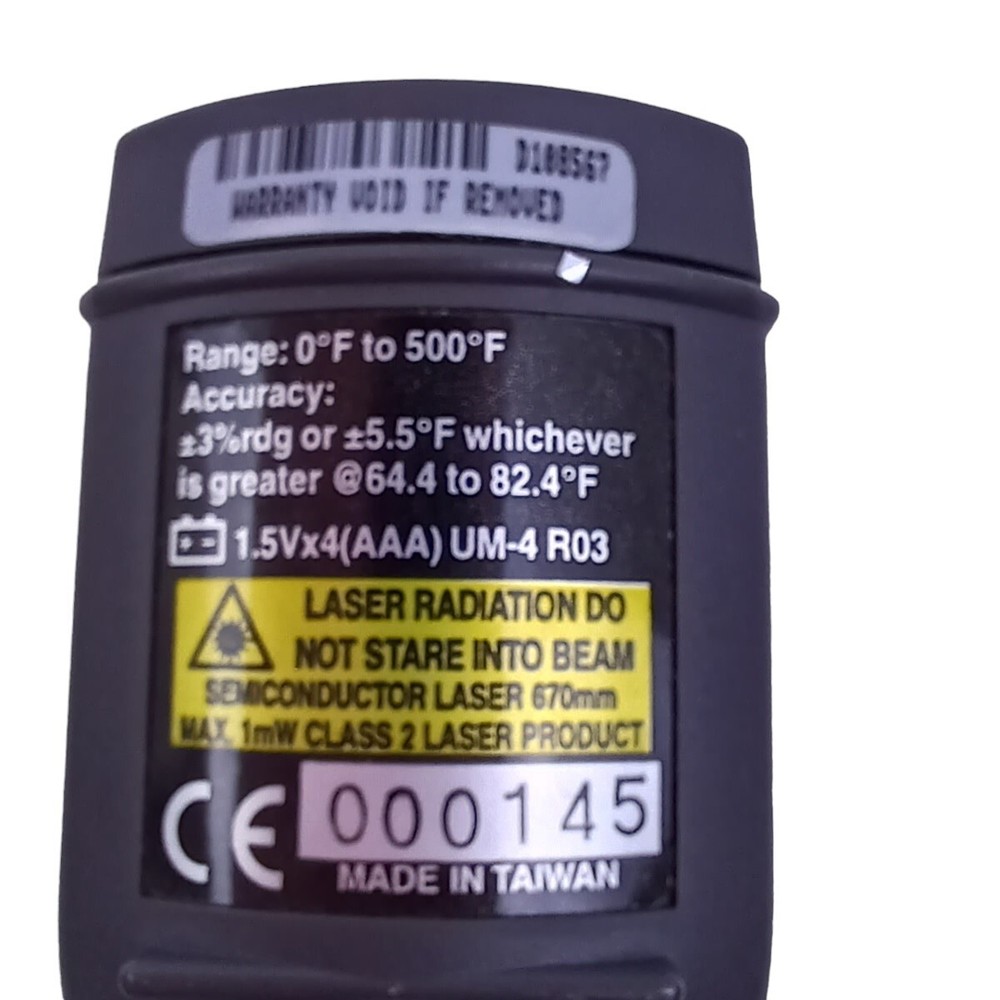 D108567
WARRANTY VOID IF REMOVED
Range: 0°F to 500°F
Accuracy:
±3%rdg or ±5.5°F whichever
is greater @64.4 to 82.4°F
1.5Vx4(AAA) UM-4 R03
LASER RADIATION DO
NOT STARE INTO BEAM
SEMICONDUCTOR LASER 670mm
MAX. 1mW CLASS 2 LASER PRODUCT
CE 000145
MADE IN TAIWAN